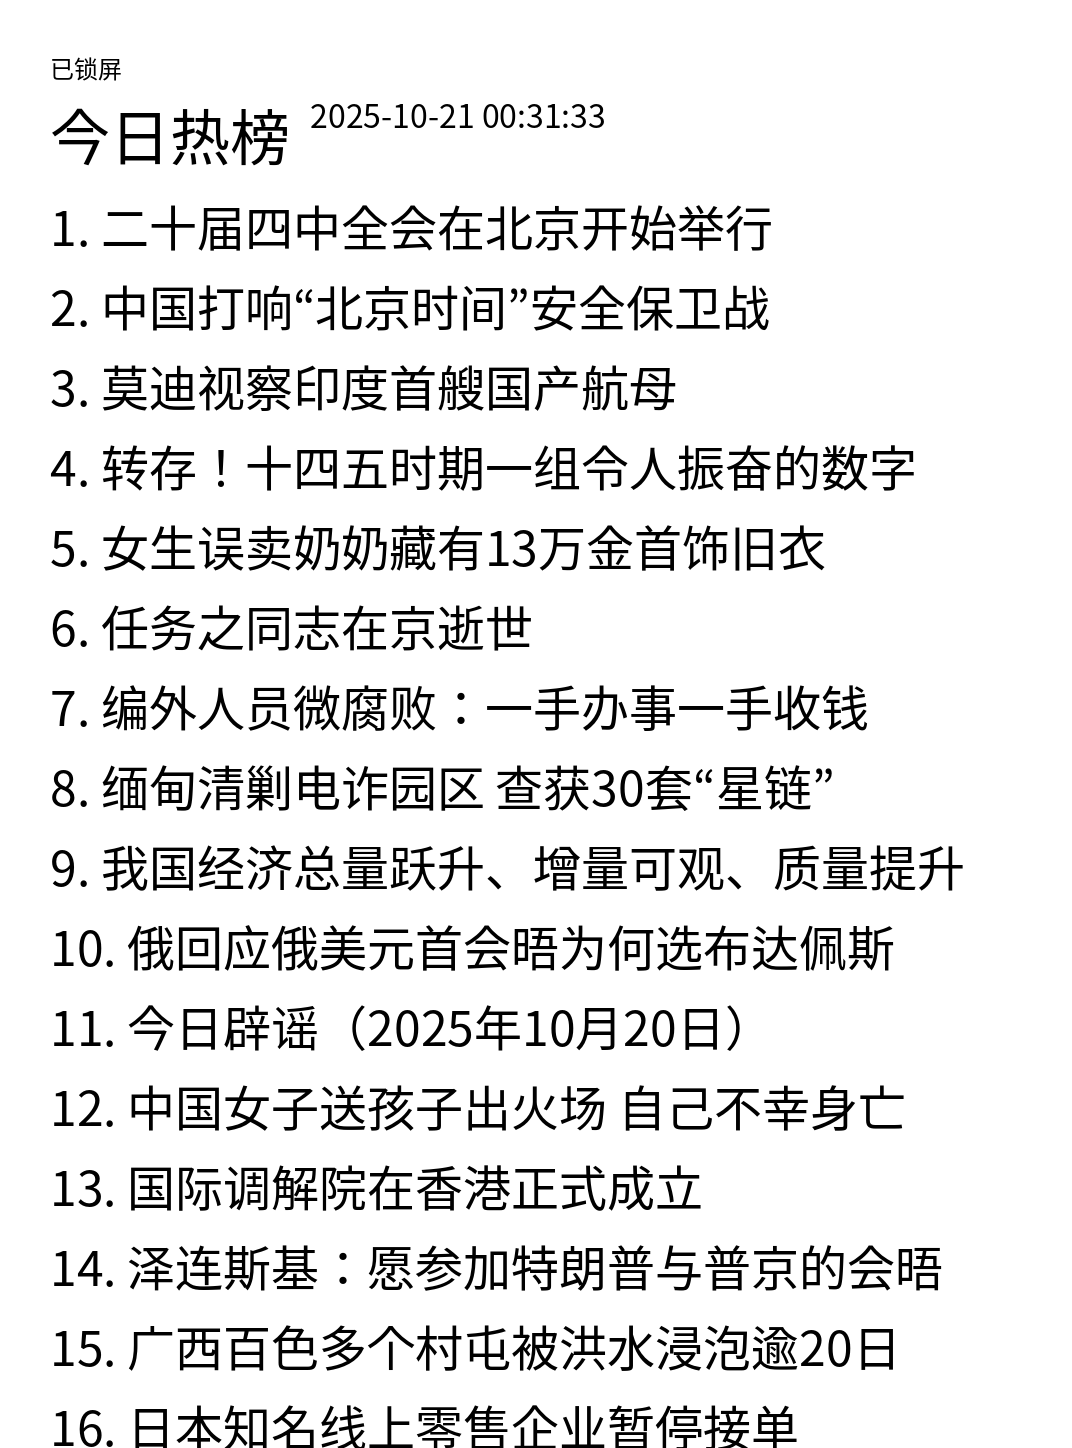 已锁屏
今日热榜 2025-10-21 00:31:33
1. 二十届四中全会在北京开始举行
2. 中国打响“北京时间”安全保卫战
3. 莫迪视察印度首艘国产航母
4. 转存！十四五时期一组令人振奋的数字
5. 女生误卖奶奶藏有13万金首饰旧衣
6. 任务之同志在京逝世
7. 编外人员微腐败：一手办事一手收钱
8. 缅甸清剿电诈园区 查获30套“星链”
9. 我国经济总量跃升、增量可观、质量提升
10. 俄回应俄美元首会晤为何选布达佩斯
11. 今日辟谣（2025年10月20日）
12. 中国女子送孩子出火场 自己不幸身亡
13. 国际调解院在香港正式成立
14. 泽连斯基：愿参加特朗普与普京的会晤
15. 广西百色多个村屯被洪水浸泡逾20日
16. 日本知名线上零售企业暂停接单